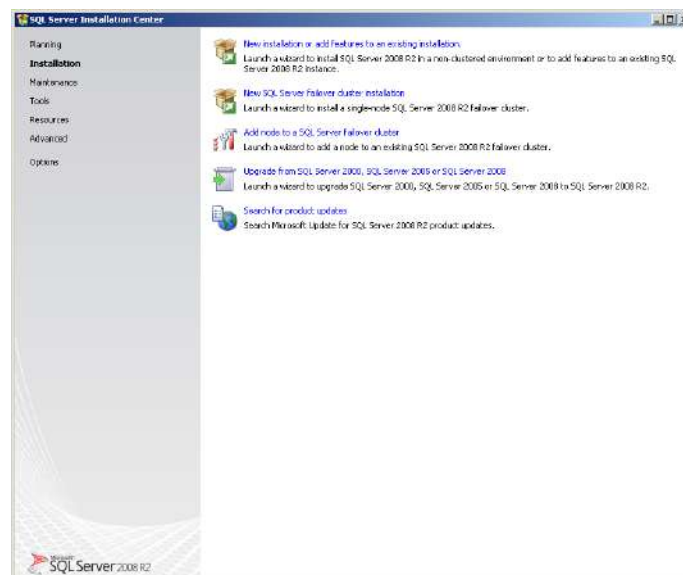 SQL Server Installation Center
Planning
Installation
Maintenance
Tools
Resources
Advanced
Options
New installation or add features to an existing installation.
Launch a wizard to install SQL Server 2008 R2 in a non-clustered environment or to add features to an existing SQL
Server 2008 R2 instance.
New SQL Server failover cluster installation
Launch a wizard to install a single-node SQL Server 2008 R2 failover cluster.
Add node to a SQL Server failover cluster
Launch a wizard to add a node to an existing SQL Server 2008 R2 failover cluster.
Upgrade from SQL Server 2000, SQL Server 2005 or SQL Server 2008
Launch a wizard to upgrade SQL Server 2000, SQL Server 2005 or SQL Server 2008 to SQL Server 2008 R2.
Search for product updates
Search Microsoft Update for SQL Server 2008 R2 product updates.
Microsoft
SQL Server 2008 R2